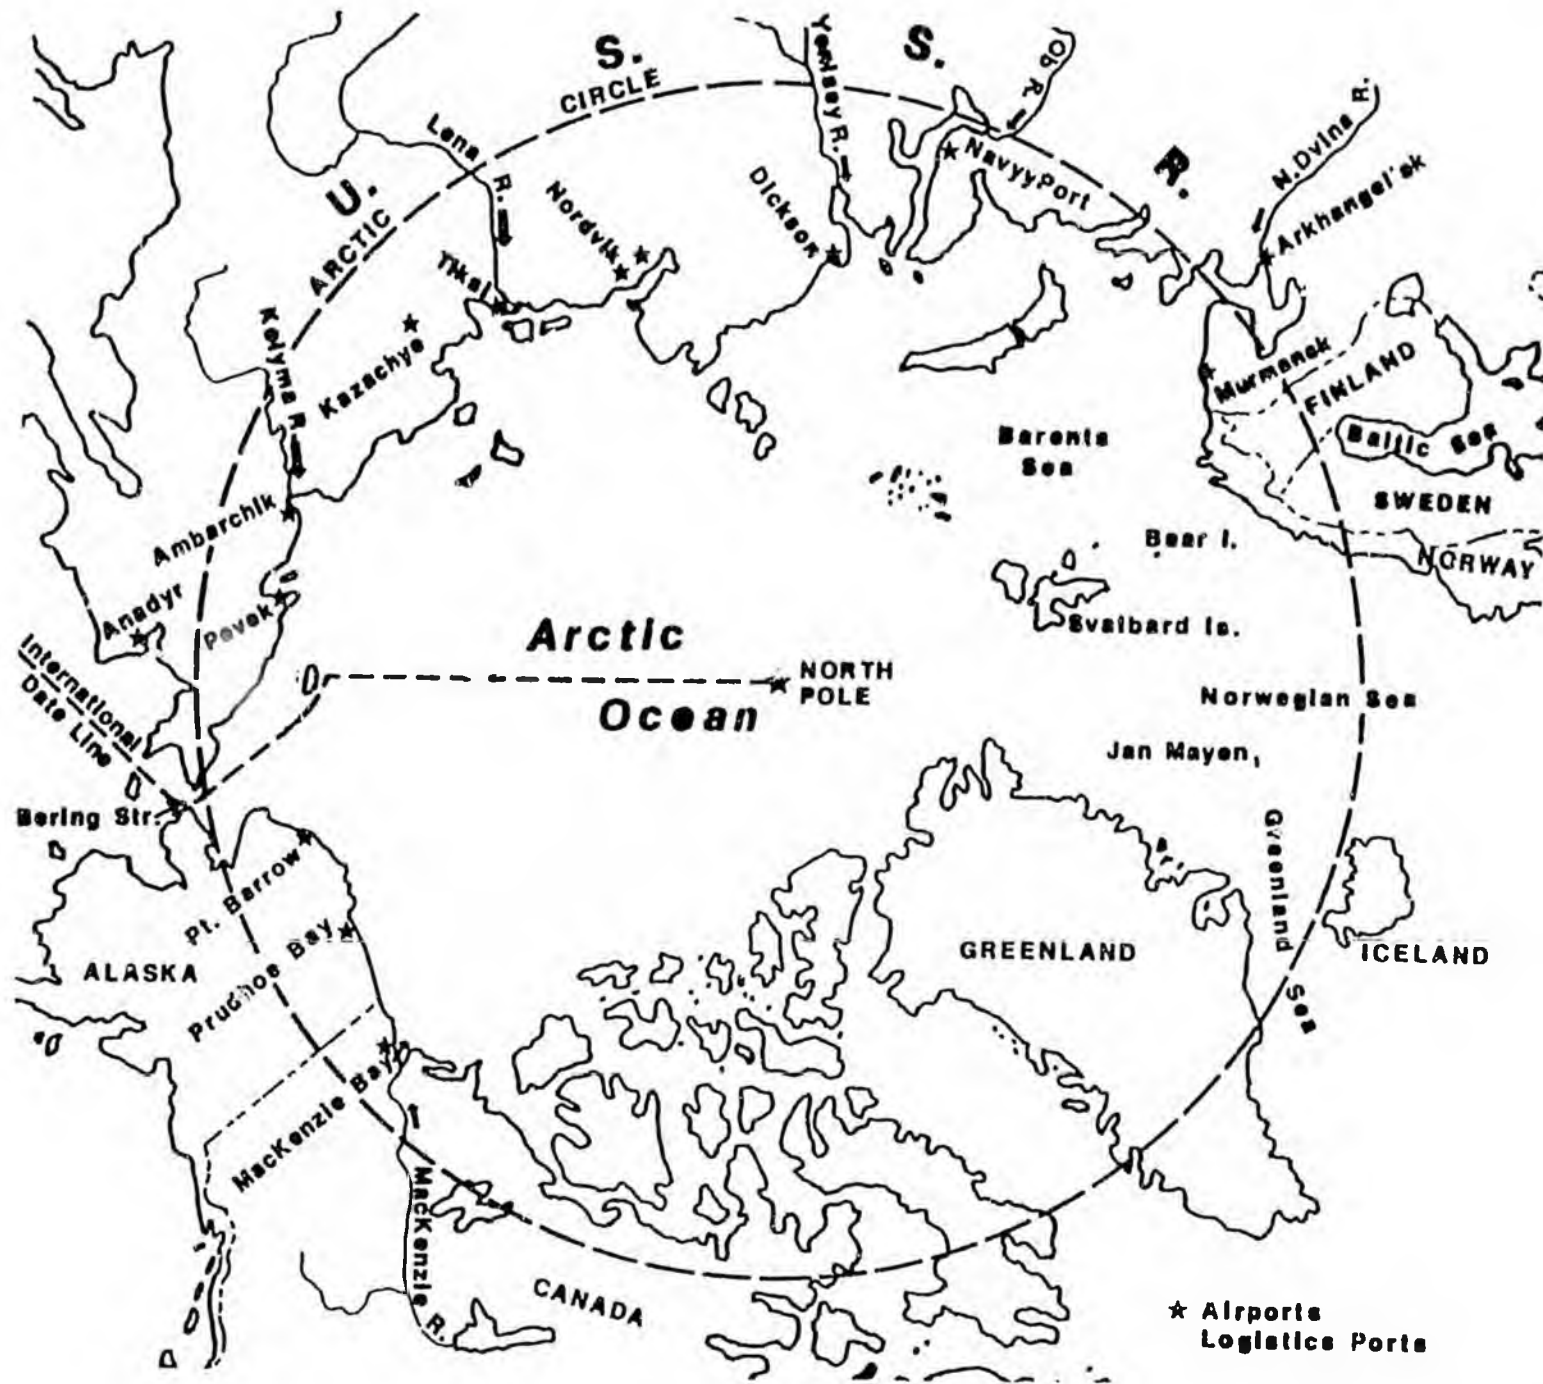 U. S. S. R.
ARCTIC CIRCLE
Lena R.
Yenisey R.
Ob R.
N. Dvina R.
Nordvik
Dickson
Navyy Port
Arkhangel'sk
Tiksi
Kolyma R.
Kazachye
Murmansk
FINLAND
Baltic Sea
Barents
Sea
SWEDEN
Ambarchik
Bear I.
NORWAY
Anadyr
Pevek
Svalbard Is.
International
Date Line
Arctic
Ocean
NORTH
POLE
Norwegian Sea
Jan Mayen
Bering Str.
Greenland Sea
Pt. Barrow
GREENLAND
ICELAND
ALASKA
Prudhoe Bay
MacKenzie Bay
MacKenzie R.
CANADA
★ Airports
Logistics Ports